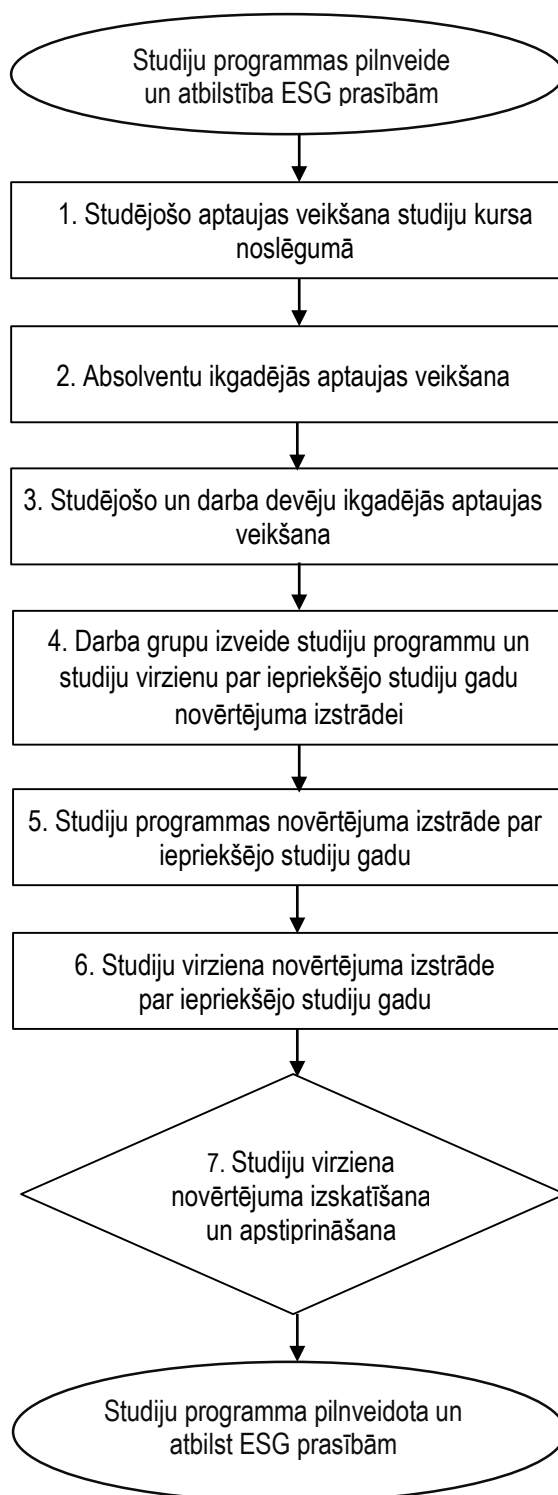 Studiju programmas pilnveide
un atbilstība ESG prasībām
1. Studējošo aptaujas veikšana studiju kursa
noslēgumā
2. Absolventu ikgadējās aptaujas veikšana
3. Studējošo un darba devēju ikgadējās aptaujas
veikšana
4. Darba grupu izveide studiju programmu un
studiju virzienu par iepriekšējo studiju gadu
novērtējuma izstrādei
5. Studiju programmas novērtējuma izstrāde par
iepriekšējo studiju gadu
6. Studiju virziena novērtējuma izstrāde
par iepriekšējo studiju gadu
7. Studiju virziena
novērtējuma izskatīšana
un apstiprināšana
Studiju programma pilnveidota un
atbilst ESG prasībām